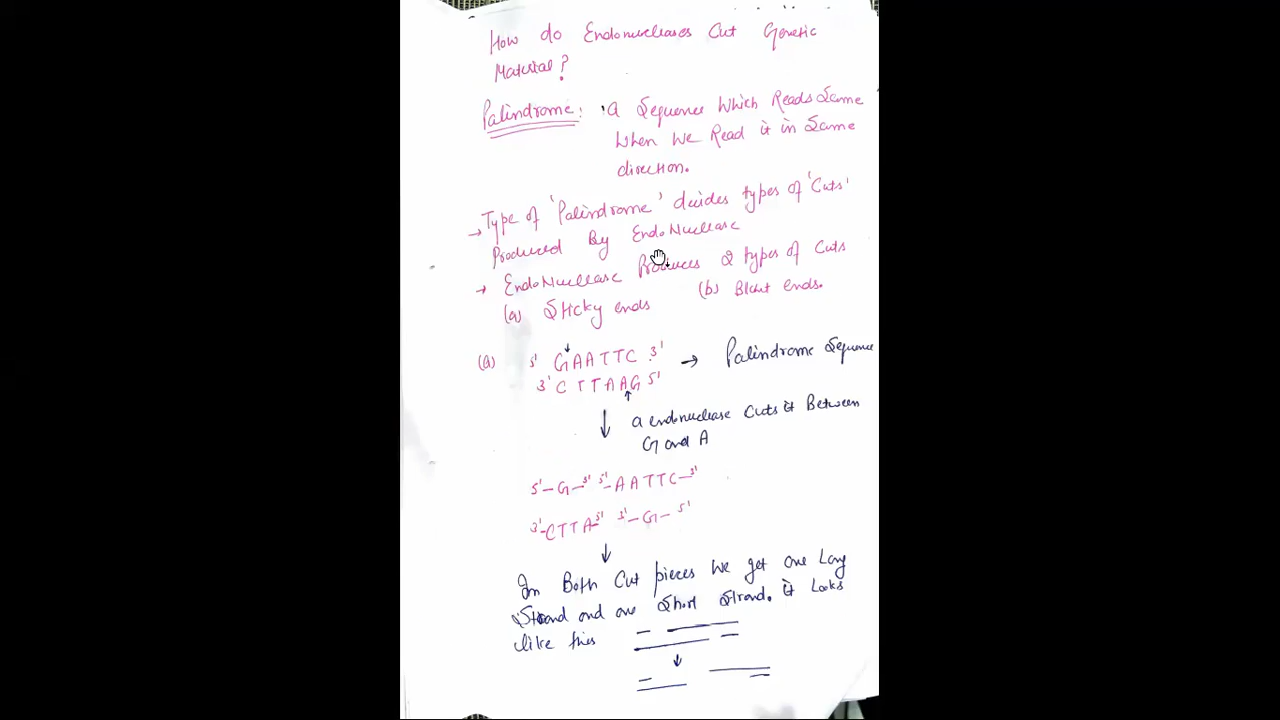 How do Endonucleases Cut Genetic
Material?
Palindrome: A Sequence Which Reads Same
When We Read it in Same
direction.
→ Type of 'Palindrome' decides types of 'Cuts'
Produced By EndoNuclease
→ EndoNuclease Produces 2 types of Cuts
(a) Sticky ends (b) Blunt ends.
(a) 5' GAATTC 3' → Palindrome Sequence
3' CTTAAG 5'
a endonuclease Cuts it Between
G and A
5'-G-3' 5'-AATTC-3'
3'-CTTA-5' 3'-G-5'
In Both Cut pieces We get one Long
Strand and one Short Strand. it Looks
like this